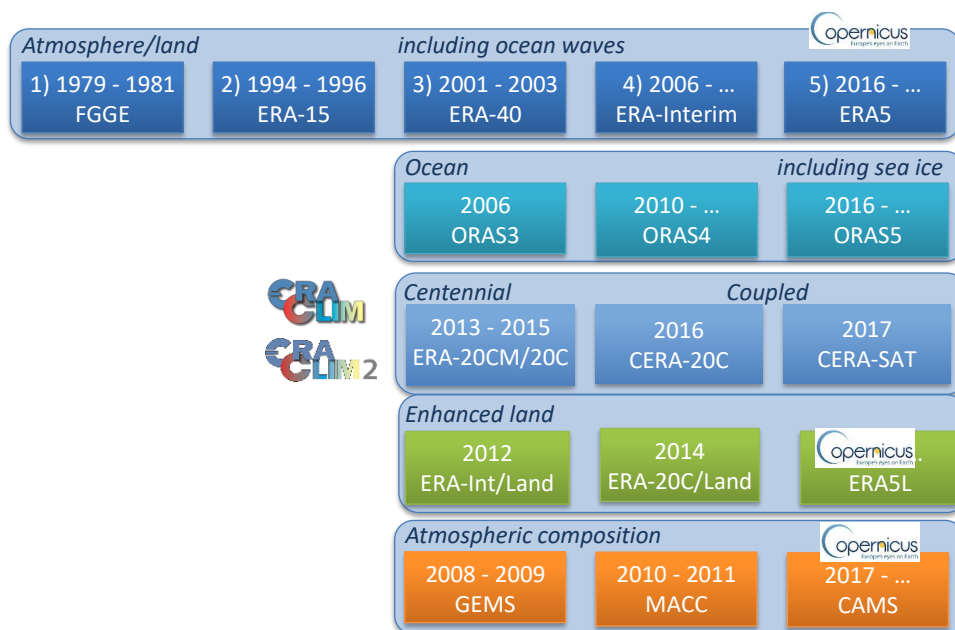 Atmosphere/land including ocean waves
Copernicus
Europe's eyes on Earth
1) 1979 - 1981
FGGE
2) 1994 - 1996
ERA-15
3) 2001 - 2003
ERA-40
4) 2006 - ...
ERA-Interim
5) 2016 - ...
ERA5
Ocean including sea ice
2006
ORAS3
2010 - ...
ORAS4
2016 - ...
ORAS5
ERA
CLIM
ERA
CLIM2
Centennial Coupled
2013 - 2015
ERA-20CM/20C
2016
CERA-20C
2017
CERA-SAT
Enhanced land
2012
ERA-Int/Land
2014
ERA-20C/Land
Copernicus
Europe's eyes on Earth
ERA5L
Atmospheric composition
Copernicus
Europe's eyes on Earth
2008 - 2009
GEMS
2010 - 2011
MACC
2017 - ...
CAMS